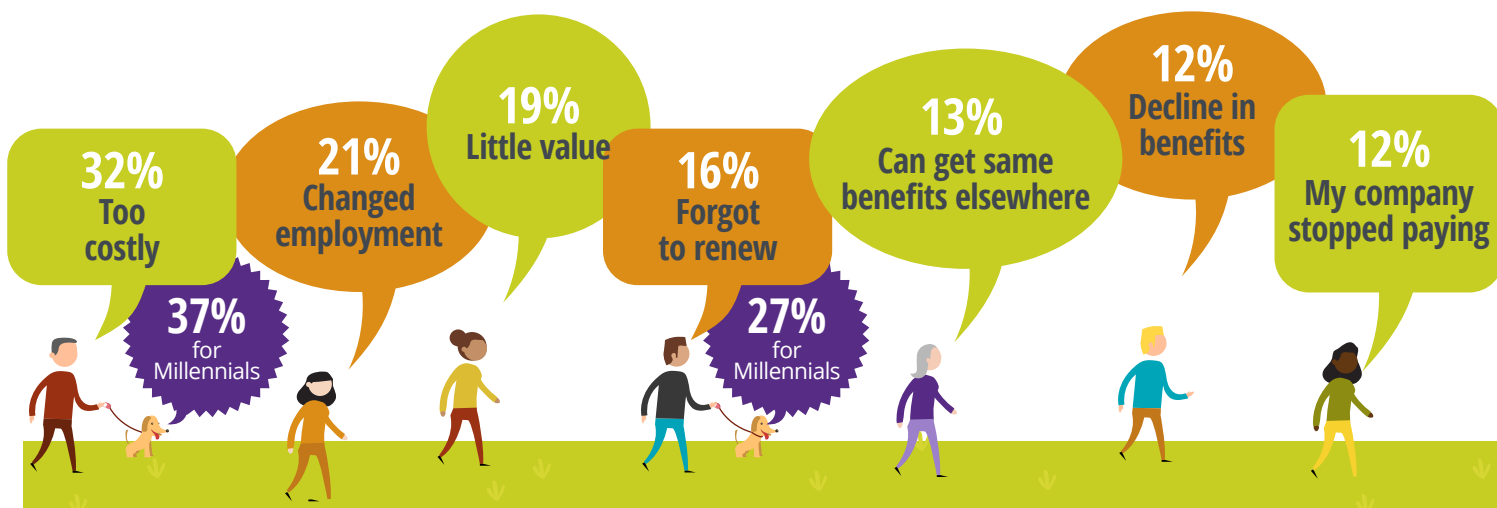 32%
Too
costly
37%
for
Millennials
21%
Changed
employment
19%
Little value
16%
Forgot
to renew
27%
for
Millennials
13%
Can get same
benefits elsewhere
12%
Decline in
benefits
12%
My company
stopped paying